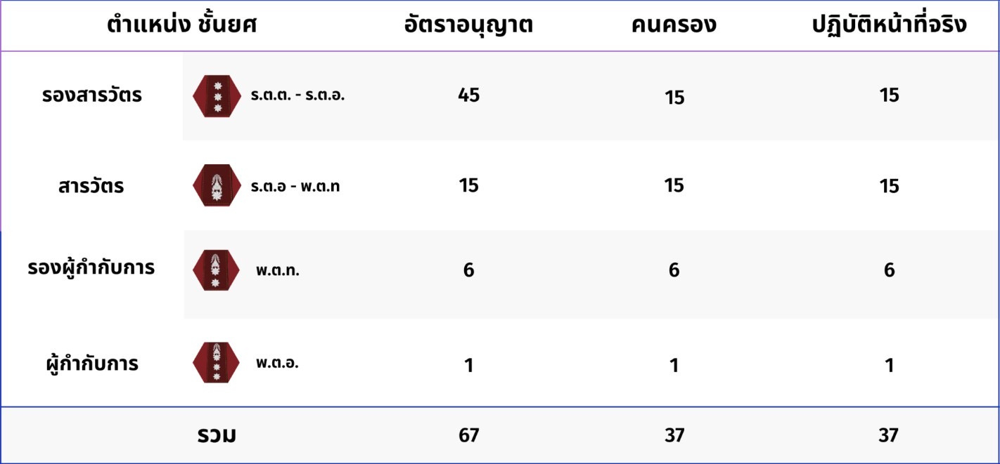 ตำแหน่ง ชั้นยศ อัตราอนุญาต คนครอง ปฏิบัติหน้าที่จริง
รองสารวัตร ร.ต.ต. - ร.ต.อ. 45 15 15
สารวัตร ร.ต.อ - พ.ต.ท 15 15 15
รองผู้กำกับการ พ.ต.ท. 6 6 6
ผู้กำกับการ พ.ต.อ. 1 1 1
รวม 67 37 37